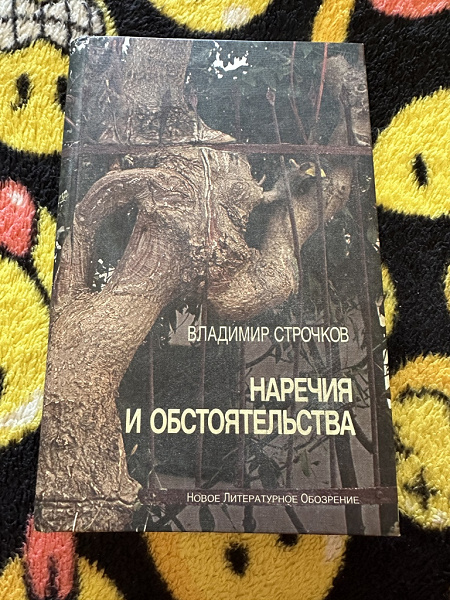 ВЛАДИМИР СТРОЧКОВ
НАРЕЧИЯ
И ОБСТОЯТЕЛЬСТВА
НОВОЕ ЛИТЕРАТУРНОЕ ОБОЗРЕНИЕ